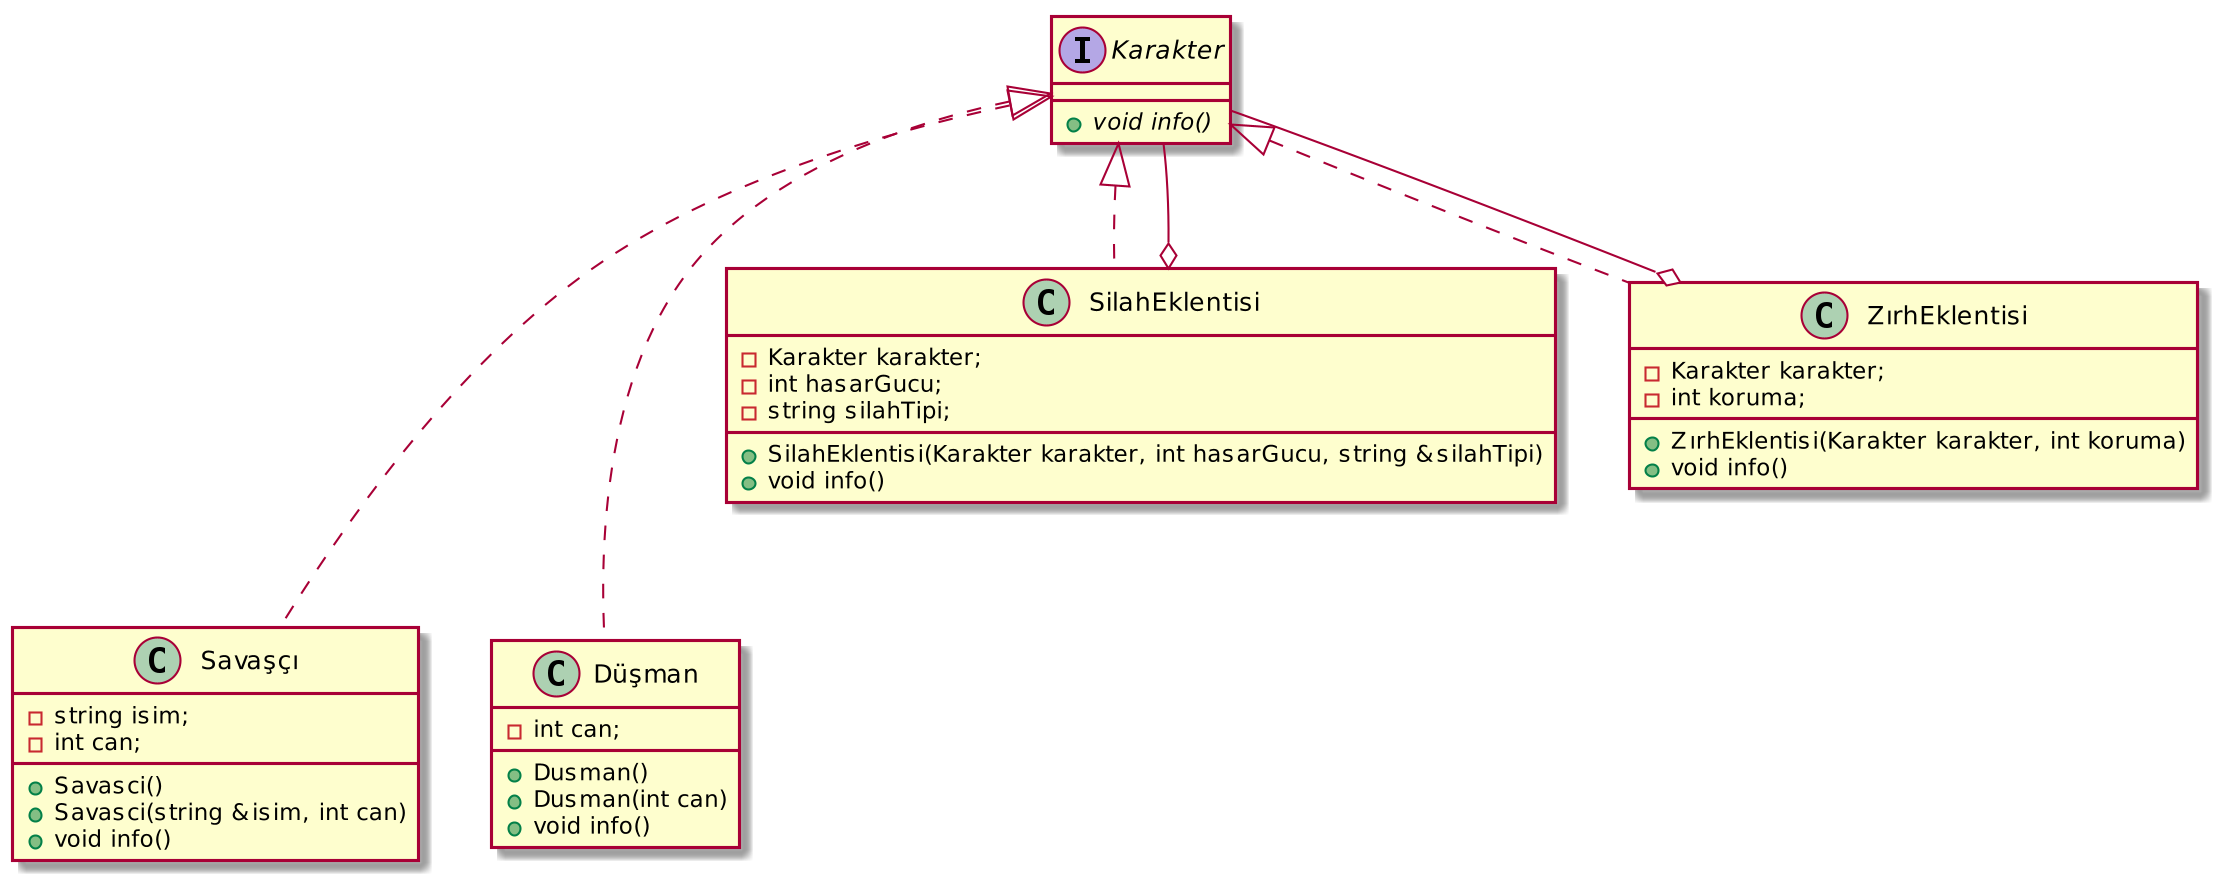 I Karakter
void info()
C SilahEklentisi
Karakter karakter;
int hasarGucu;
string silahTipi;
SilahEklentisi(Karakter karakter, int hasarGucu, string &silahTipi)
void info()
C ZırhEklentisi
Karakter karakter;
int koruma;
ZırhEklentisi(Karakter karakter, int koruma)
void info()
C Savaşçı
string isim;
int can;
Savasci()
Savasci(string &isim, int can)
void info()
C Düşman
int can;
Dusman()
Dusman(int can)
void info()